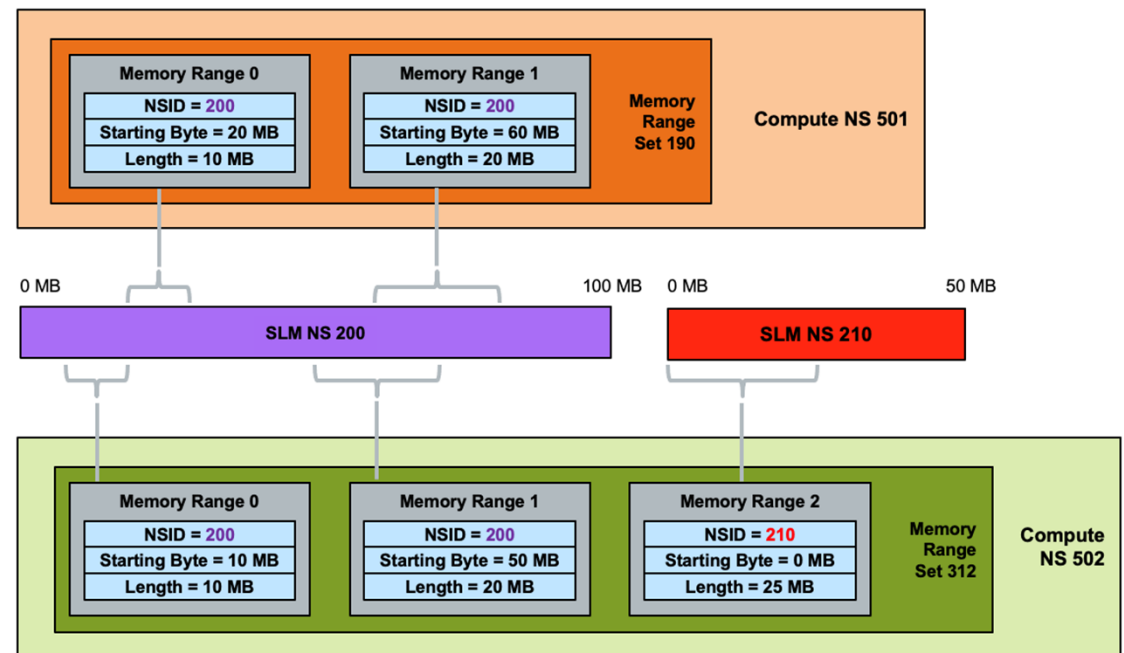 Memory Range 0
NSID = 200
Starting Byte = 20 MB
Length = 10 MB
Memory Range 1
NSID = 200
Starting Byte = 60 MB
Length = 20 MB
Memory
Range
Set 190
Compute NS 501
0 MB
100 MB
0 MB
50 MB
SLM NS 200
SLM NS 210
Memory Range 0
NSID = 200
Starting Byte = 10 MB
Length = 10 MB
Memory Range 1
NSID = 200
Starting Byte = 50 MB
Length = 20 MB
Memory Range 2
NSID = 210
Starting Byte = 0 MB
Length = 25 MB
Memory
Range
Set 312
Compute
NS 502